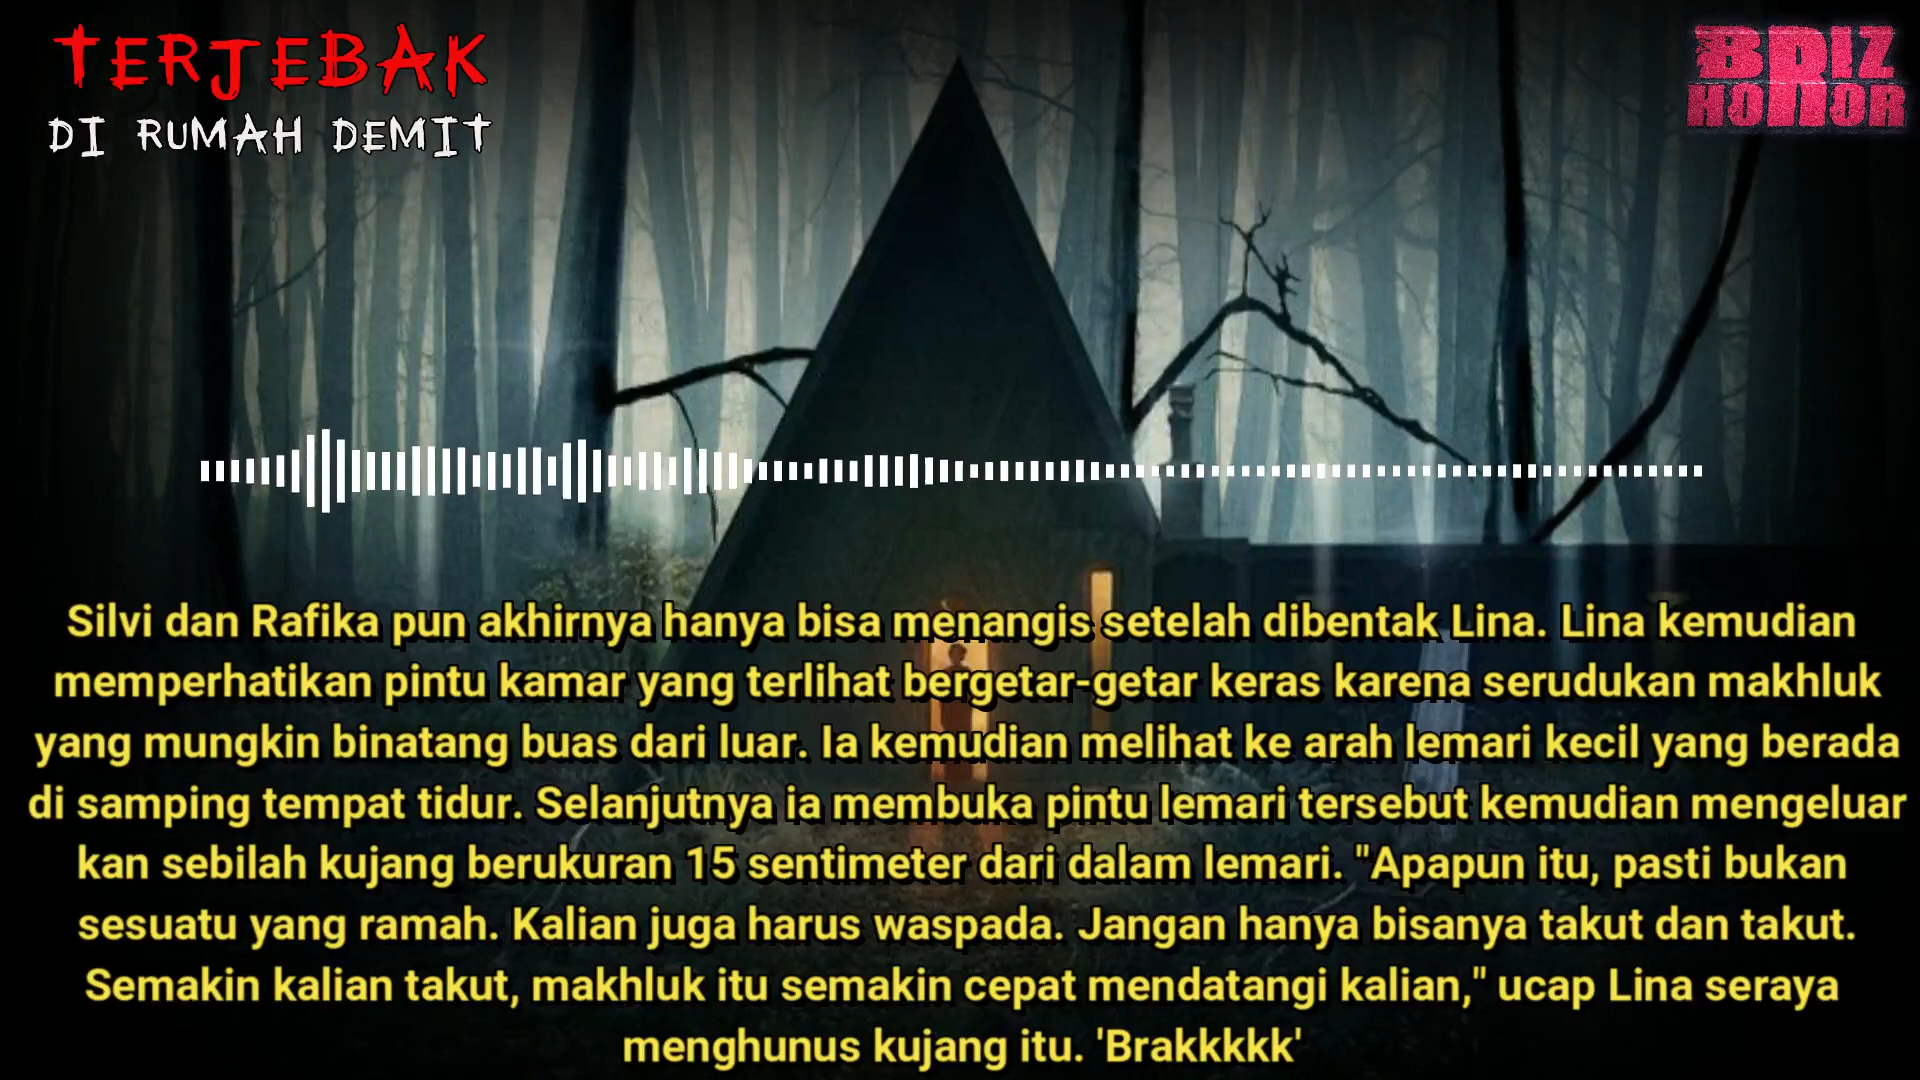 TERJEBAK
DI RUMAH DEMIT
BRIZ
HORROR
Silvi dan Rafika pun akhirnya hanya bisa menangis setelah dibentak Lina. Lina kemudian
memperhatikan pintu kamar yang terlihat bergetar-getar keras karena serudukan makhluk
yang mungkin binatang buas dari luar. Ia kemudian melihat ke arah lemari kecil yang berada
di samping tempat tidur. Selanjutnya ia membuka pintu lemari tersebut kemudian mengeluar
kan sebilah kujang berukuran 15 sentimeter dari dalam lemari. "Apapun itu, pasti bukan
sesuatu yang ramah. Kalian juga harus waspada. Jangan hanya bisanya takut dan takut.
Semakin kalian takut, makhluk itu semakin cepat mendatangi kalian," ucap Lina seraya
menghunus kujang itu. 'Brakkkkk'